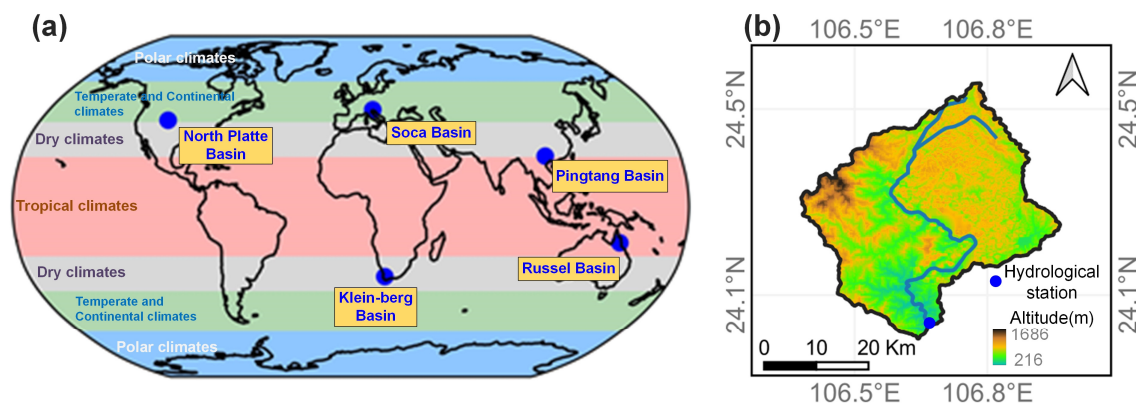 (a)
Polar climates
Temperate and Continental
climates
Dry climates
Tropical climates
Dry climates
Temperate and
Continental climates
Polar climates
North Platte
Basin
Soca Basin
Pingtang Basin
Russel Basin
Klein-berg
Basin
(b)
106.5°E
106.8°E
24.5°N
24.5°N
24.1°N
24.1°N
Hydrological
station
Altitude(m)
1686
216
0 10 20 Km
106.5°E
106.8°E